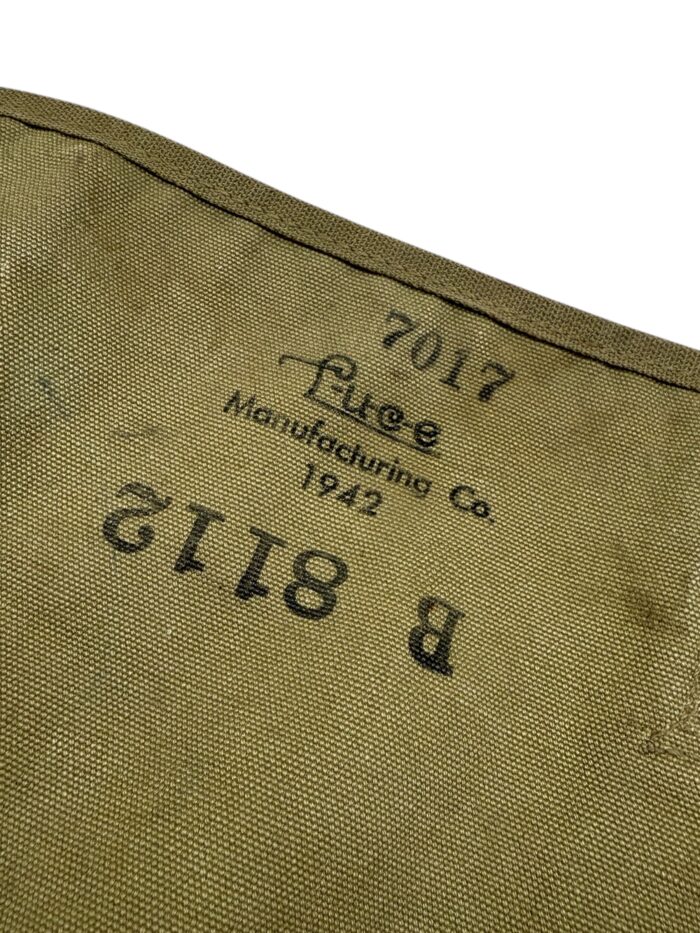 7017
Luce
Manufacturing Co.
1942
B 8112